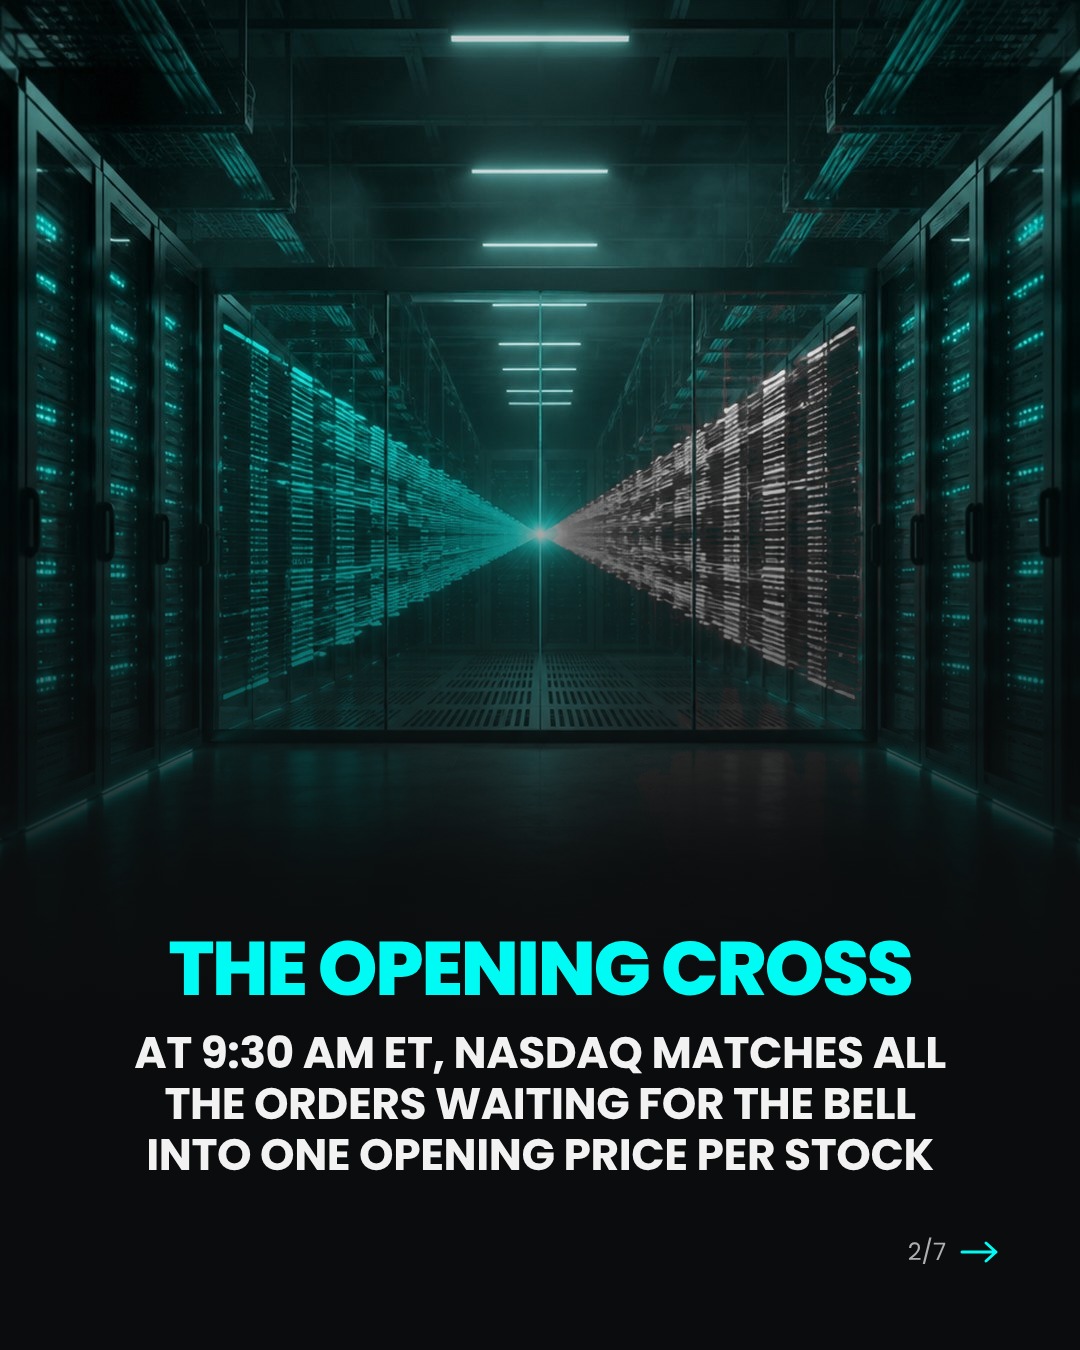 THE OPENING CROSS
AT 9:30 AM ET, NASDAQ MATCHES ALL
THE ORDERS WAITING FOR THE BELL
INTO ONE OPENING PRICE PER STOCK
2/7